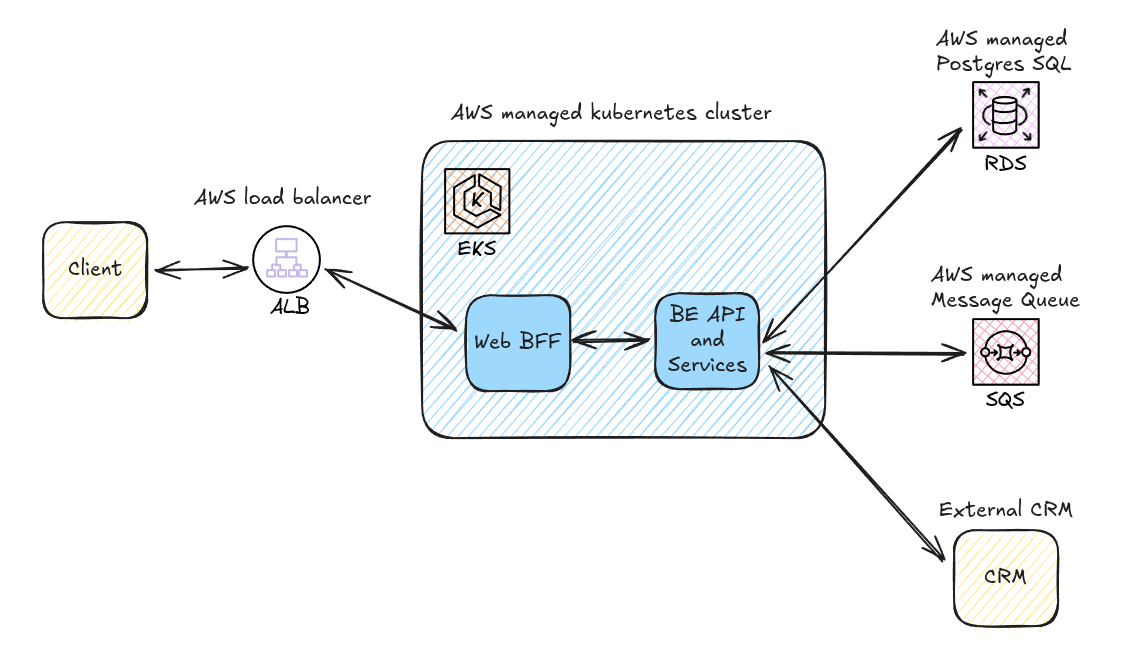 AWS managed
Postgres SQL
RDS
AWS managed kubernetes cluster
K
EKS
AWS load balancer
Client
ALB
Web BFF
BE API
and
Services
AWS managed
Message Queue
SQS
External CRM
CRM